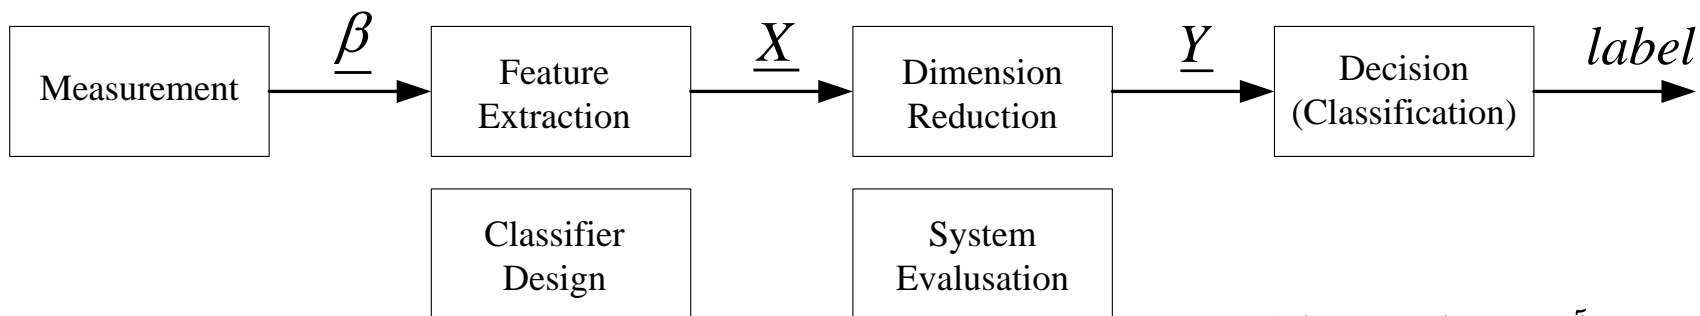 β X Y label
Measurement
Feature
Extraction
Dimension
Reduction
Decision
(Classification)
Classifier
Design
System
Evalusation